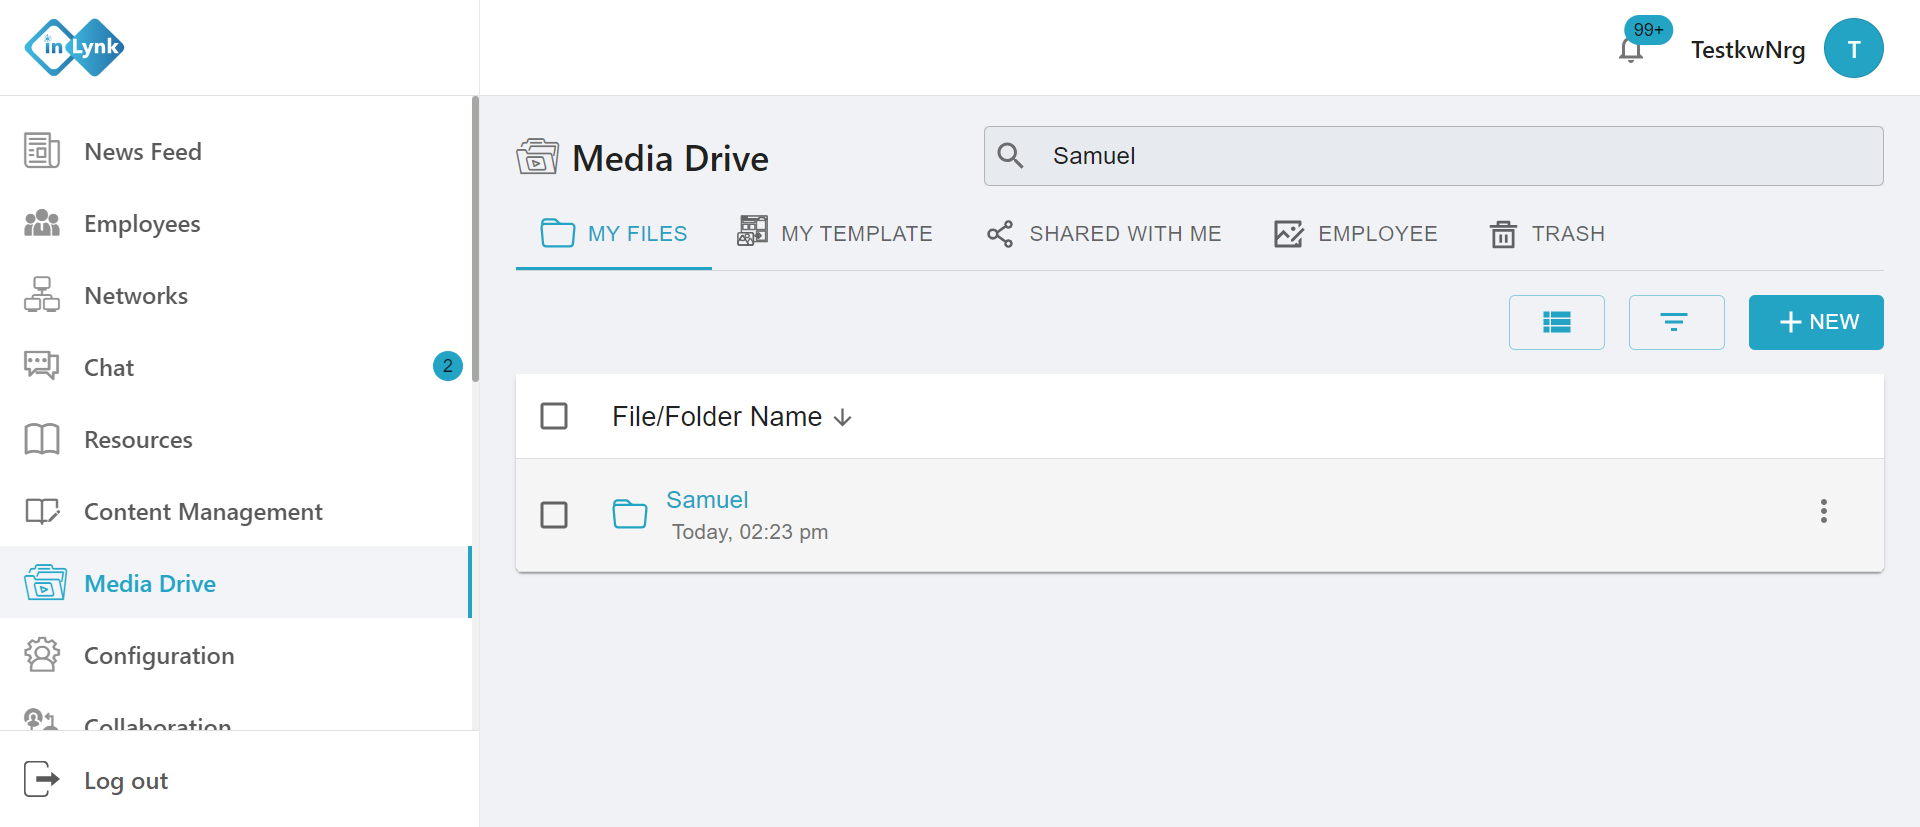 inLynk
99+
TestkwNrg
T
News Feed
Employees
Networks
Chat
2
Resources
Content Management
Media Drive
Configuration
Collaboration
Log out
Media Drive
Samuel
MY FILES
MY TEMPLATE
SHARED WITH ME
EMPLOYEE
TRASH
NEW
File/Folder Name
Samuel
Today, 02:23 pm